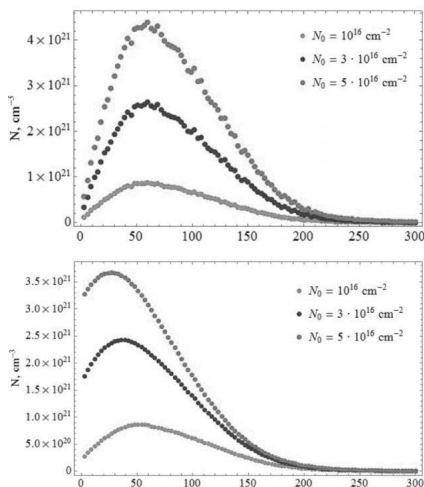 4 × 10²¹
3 × 10²¹
2 × 10²¹
1 × 10²¹
0
N, cm⁻³
N₀ = 10¹⁶ cm⁻²
N₀ = 3 · 10¹⁶ cm⁻²
N₀ = 5 · 10¹⁶ cm⁻²
0 50 100 150 200 250 300
3.5 × 10²¹
3.0 × 10²¹
2.5 × 10²¹
2.0 × 10²¹
1.5 × 10²¹
1.0 × 10²¹
5.0 × 10²⁰
0
N, cm⁻³
N₀ = 10¹⁶ cm⁻²
N₀ = 3 · 10¹⁶ cm⁻²
N₀ = 5 · 10¹⁶ cm⁻²
0 50 100 150 200 250 300